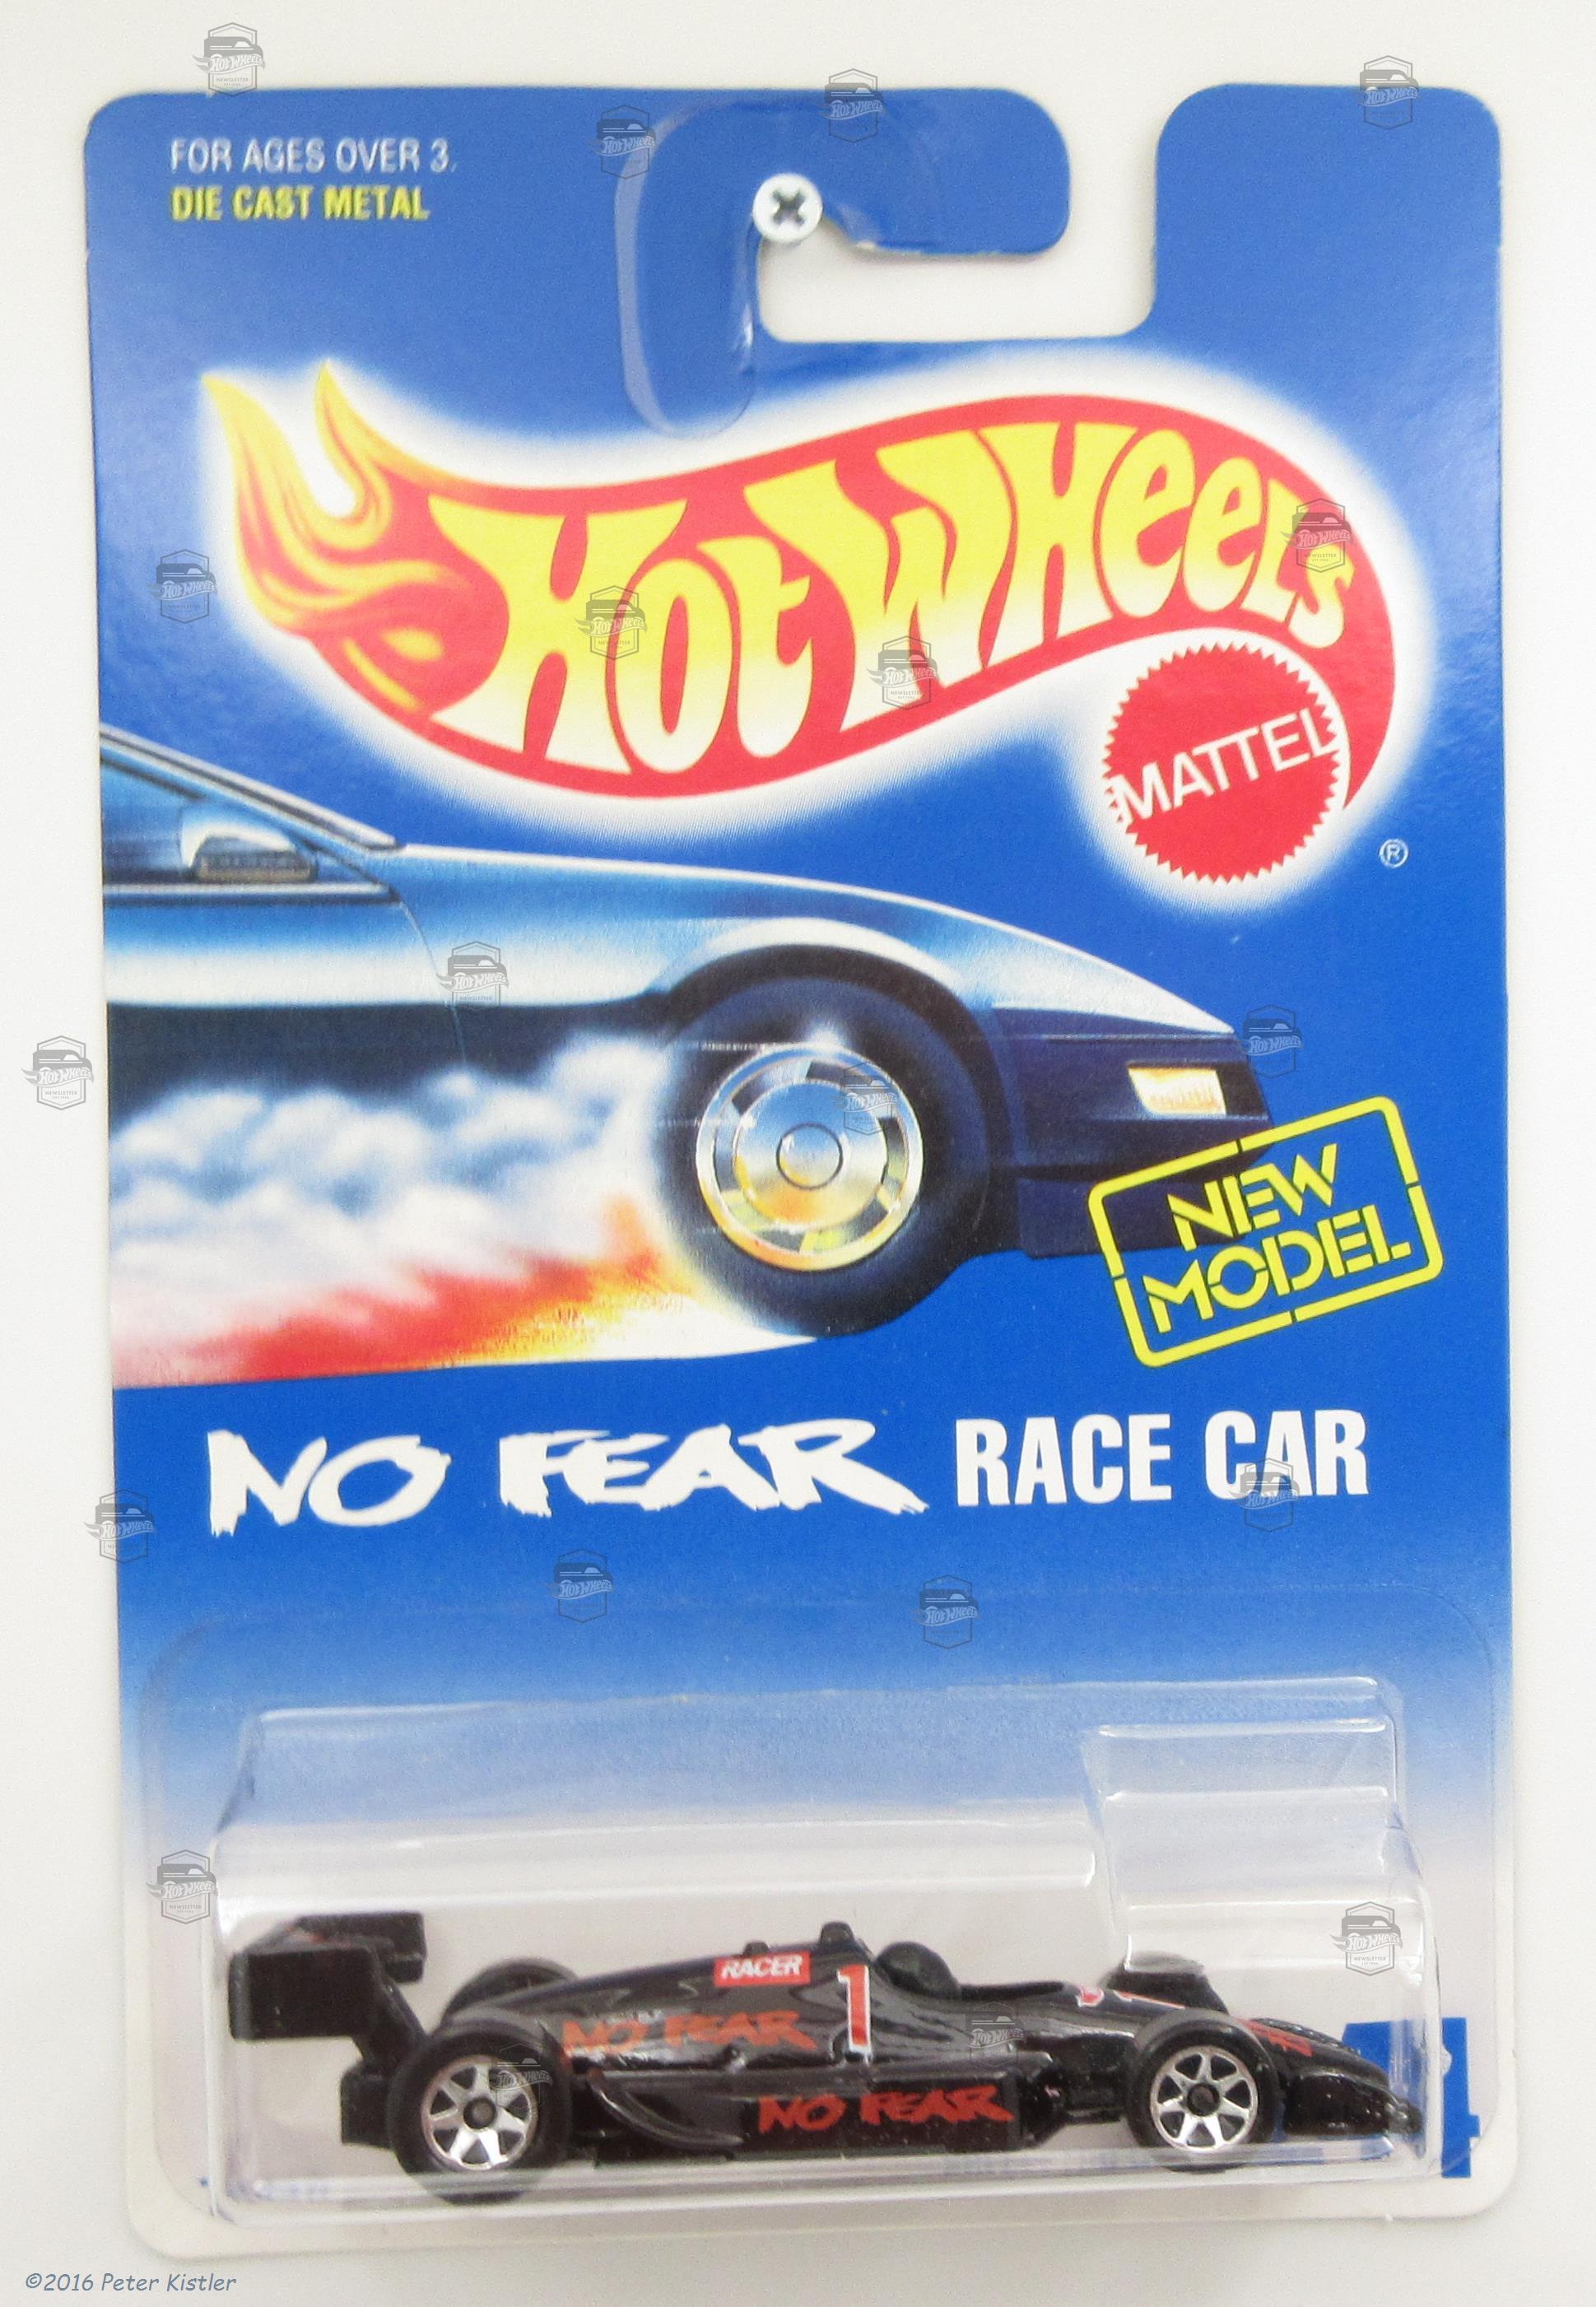 FOR AGES OVER 3.
DIE CAST METAL
Hot Wheels
MATTEL
®
NEW
MODEL
NO FEAR RACE CAR
RACER
1
NO FEAR
NO FEAR
©2016 Peter Kistler